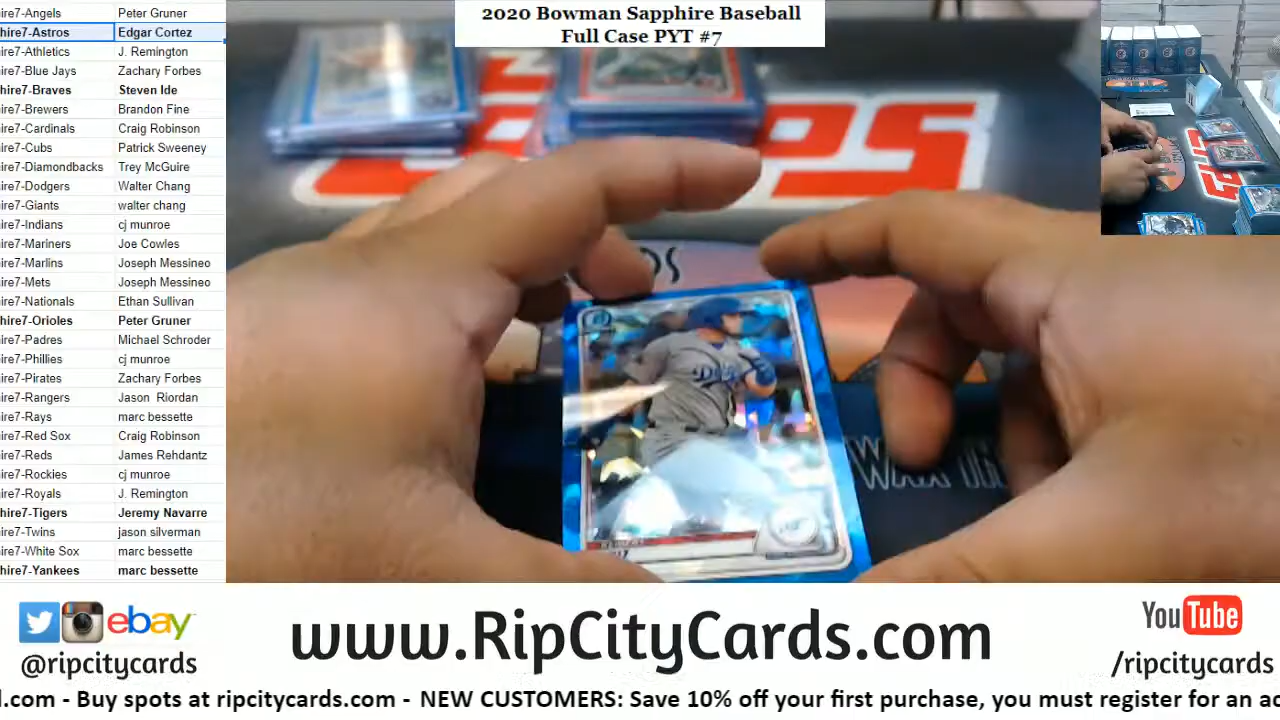 2020 Bowman Sapphire Baseball
Full Case PYT #7
ire7-Angels Peter Gruner
hire7-Astros Edgar Cortez
ire7-Athletics J. Remington
ire7-Blue Jays Zachary Forbes
hire7-Braves Steven Ide
ire7-Brewers Brandon Fine
ire7-Cardinals Craig Robinson
ire7-Cubs Patrick Sweeney
ire7-Diamondbacks Trey McGuire
ire7-Dodgers Walter Chang
ire7-Giants walter chang
ire7-Indians cj munroe
ire7-Mariners Joe Cowles
ire7-Marlins Joseph Messineo
ire7-Mets Joseph Messineo
ire7-Nationals Ethan Sullivan
hire7-Orioles Peter Gruner
ire7-Padres Michael Schroder
ire7-Phillies cj munroe
ire7-Pirates Zachary Forbes
ire7-Rangers Jason Riordan
ire7-Rays marc bessette
ire7-Red Sox Craig Robinson
ire7-Reds James Rehdantz
ire7-Rockies cj munroe
ire7-Royals J. Remington
hire7-Tigers Jeremy Navarre
ire7-Twins jason silverman
ire7-White Sox marc bessette
hire7-Yankees marc bessette
ebay
@ripcitycards
www.RipCityCards.com
YouTube
/ripcitycards
l.com - Buy spots at ripcitycards.com - NEW CUSTOMERS: Save 10% off your first purchase, you must register for an ac